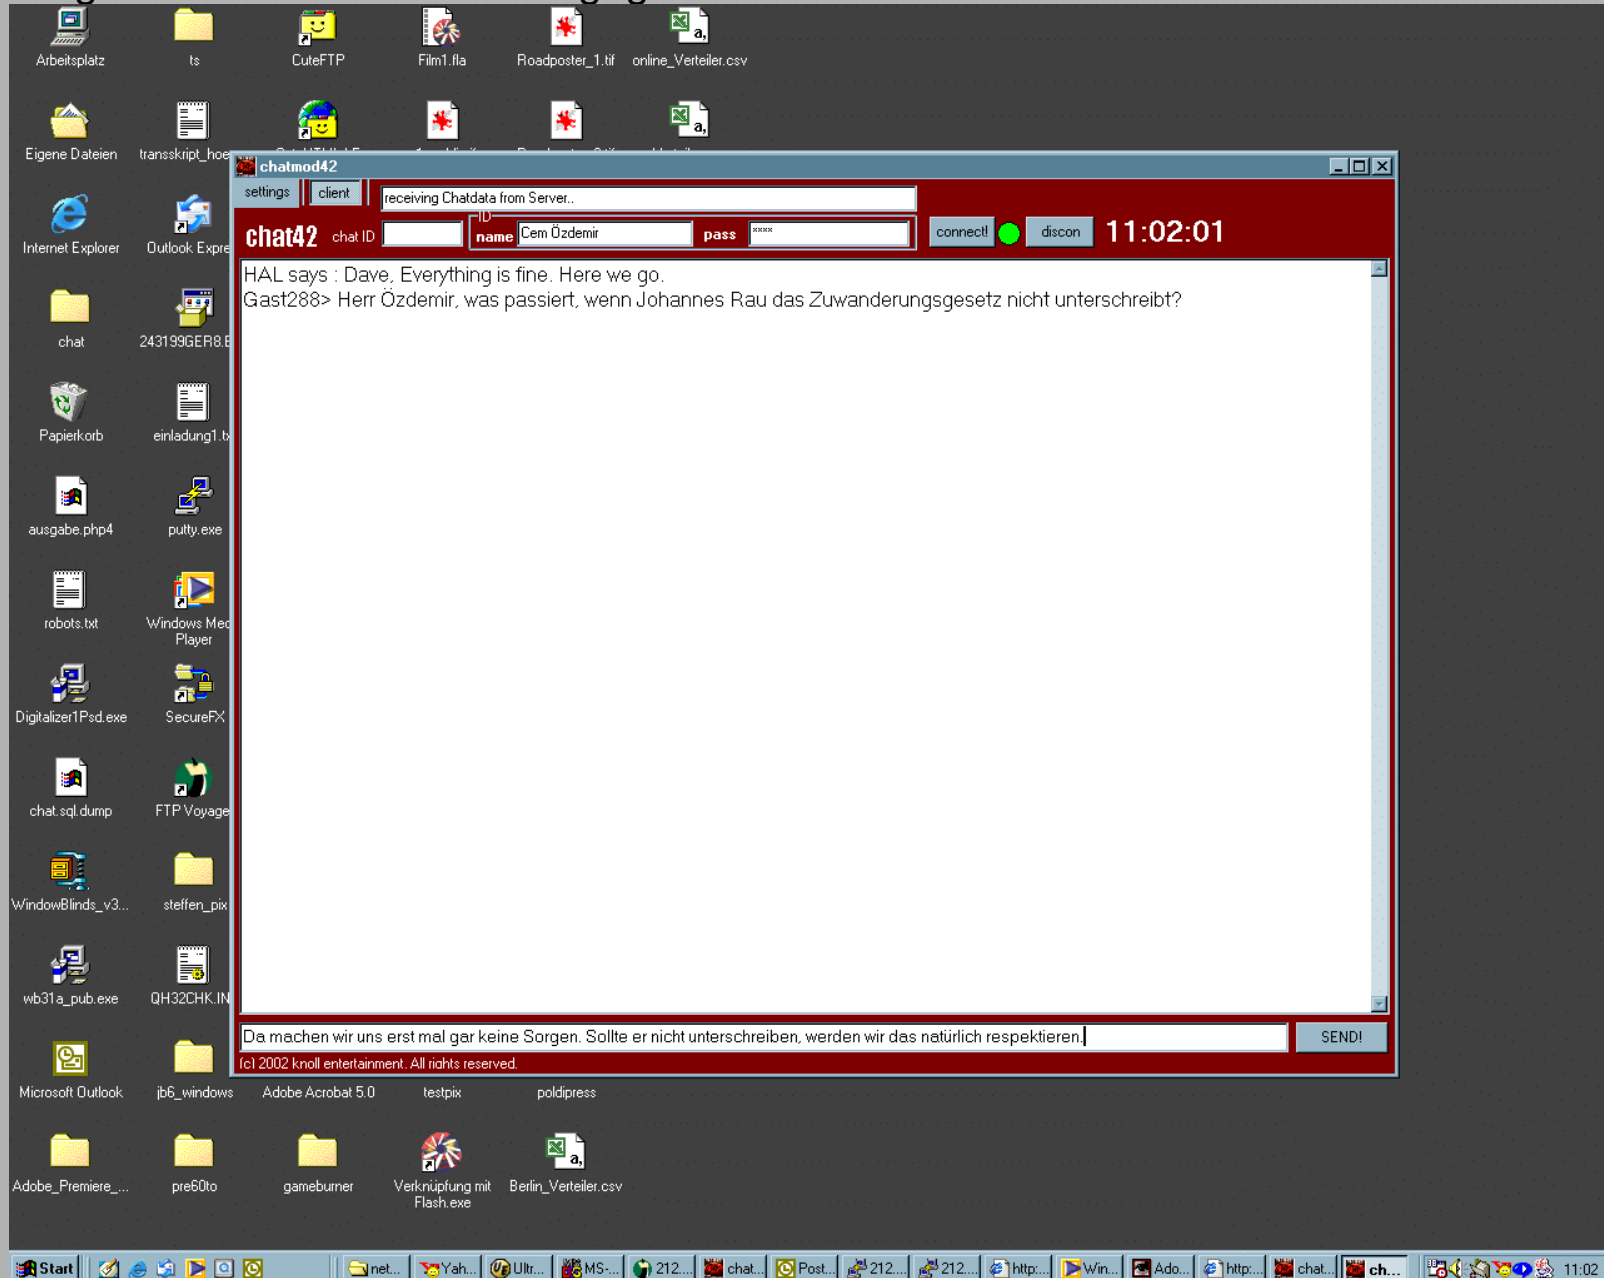 Arbeitsplatz
ts
CuteFTP
Film1.fla
Roadposter_1.tif
online_Verteiler.csv
Eigene Dateien
transskript_hoe
chatmod42
settings
client
receiving Chatdata from Server..
chat42
chat ID
ID
name
Cem Özdemir
pass
****
connect!
discon
11:02:01
Internet Explorer
Outlook Expre
HAL says : Dave, Everything is fine. Here we go.
Gast288> Herr Özdemir, was passiert, wenn Johannes Rau das Zuwanderungsgesetz nicht unterschreibt?
chat
243199GER8.E
Papierkorb
einladung1.tx
ausgabe.php4
putty.exe
robots.txt
Windows Med
Player
Digitalizer1Psd.exe
SecureFX
chat.sql.dump
FTP Voyage
WindowBlinds_v3...
steffen_pix
wb31a_pub.exe
QH32CHK.IN
Da machen wir uns erst mal gar keine Sorgen. Sollte er nicht unterschreiben, werden wir das natürlich respektieren.
SEND!
(c) 2002 knoll entertainment. All rights reserved.
Microsoft Outlook
jb6_windows
Adobe Acrobat 5.0
testpix
poldipress
Adobe_Premiere_...
pre60to
gameburner
Verknüpfung mit
Flash.exe
Berlin_Verteiler.csv
Start
net...
Yah...
Ultr...
MS-...
212....
chat...
Post...
212....
212....
http:...
Win...
Ado...
http:...
chat...
ch...
11:02